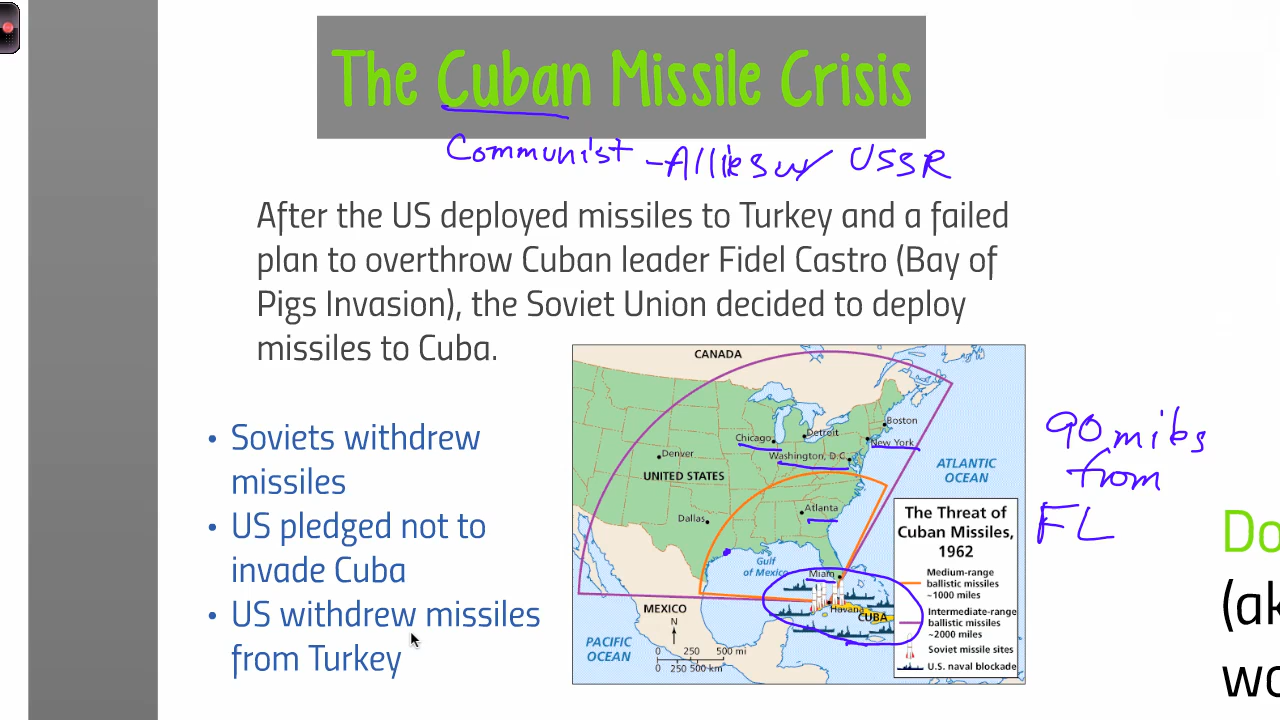 The Cuban Missile Crisis
Communist - Allies w/ USSR
After the US deployed missiles to Turkey and a failed
plan to overthrow Cuban leader Fidel Castro (Bay of
Pigs Invasion), the Soviet Union decided to deploy
missiles to Cuba.
• Soviets withdrew
missiles
• US pledged not to
invade Cuba
• US withdrew missiles
from Turkey
CANADA
Boston
Detroit
Chicago
New York
Washington, D.C.
Denver
UNITED STATES
ATLANTIC
OCEAN
Atlanta
Dallas
Gulf
of Mexico
Miami
MEXICO
Havana
CUBA
N
PACIFIC
OCEAN
0 250 500 mi
0 250 500 km
The Threat of
Cuban Missiles,
1962
Medium-range
ballistic missiles
~1000 miles
Intermediate-range
ballistic missiles
~2000 miles
Soviet missile sites
U.S. naval blockade
90 miles
from
FL
Do
(ak
wo